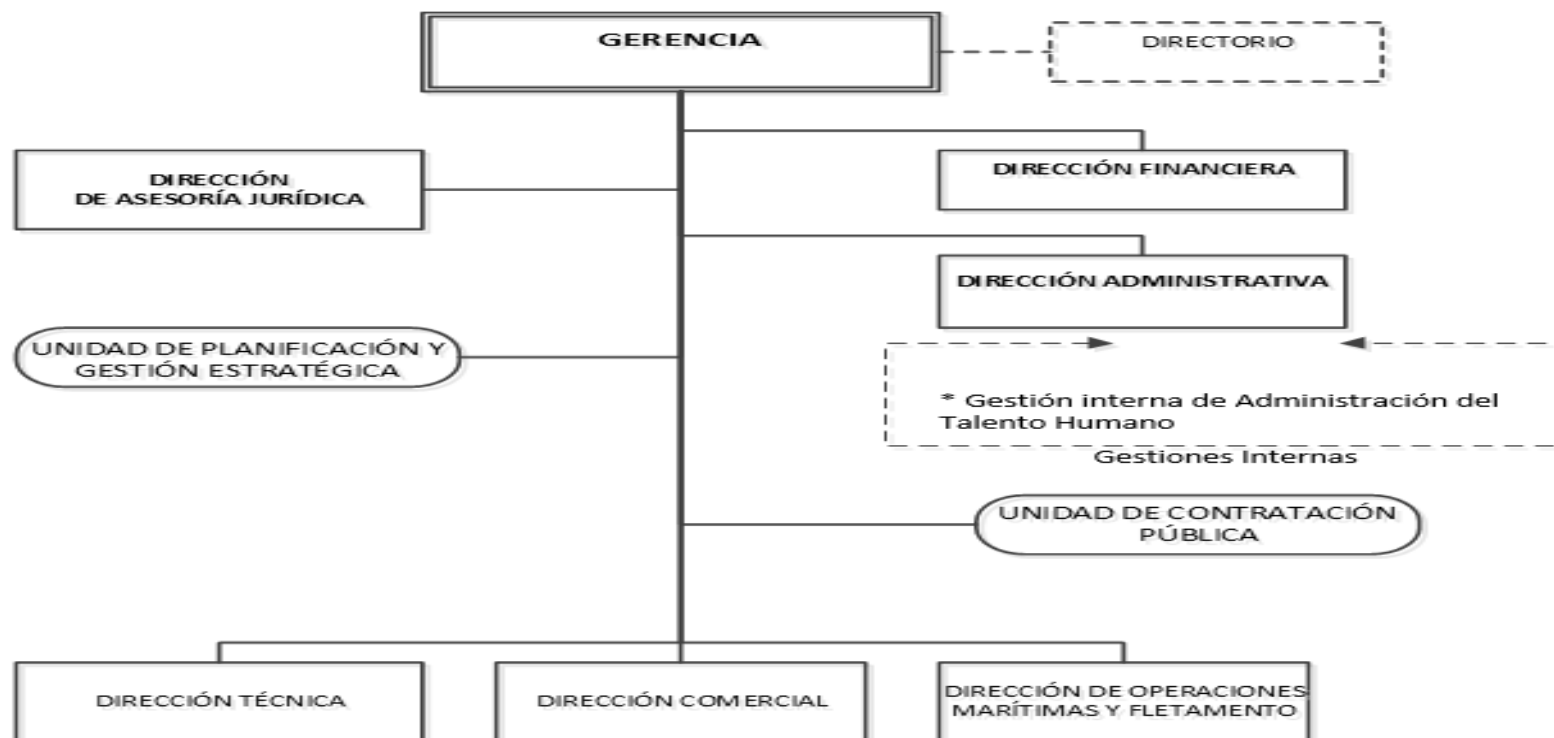 GERENCIA
DIRECTORIO
DIRECCIÓN
DE ASESORÍA JURÍDICA
DIRECCIÓN FINANCIERA
DIRECCIÓN ADMINISTRATIVA
UNIDAD DE PLANIFICACIÓN Y
GESTIÓN ESTRATÉGICA
* Gestión interna de Administración del
Talento Humano
Gestiones Internas
UNIDAD DE CONTRATACIÓN
PÚBLICA
DIRECCIÓN TÉCNICA
DIRECCIÓN COMERCIAL
DIRECCIÓN DE OPERACIONES
MARÍTIMAS Y FLETAMENTO